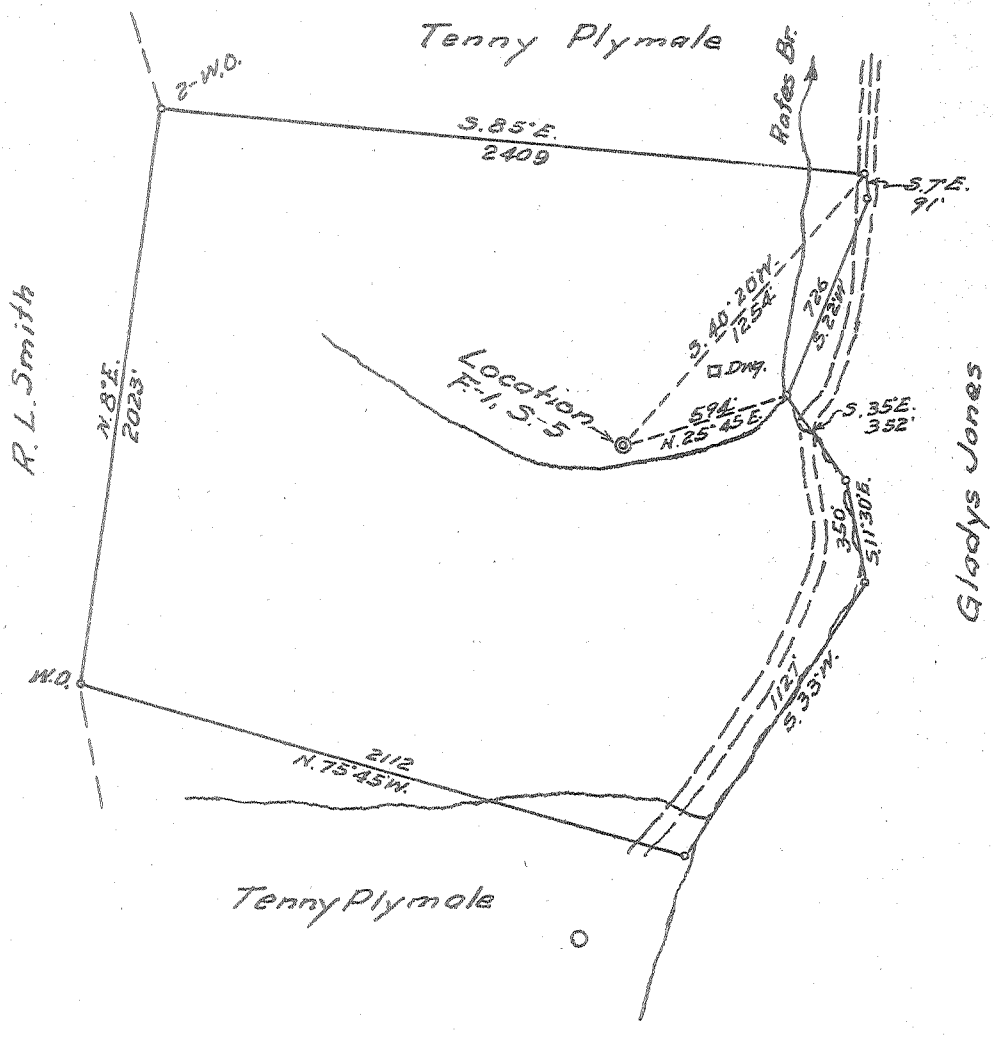 Tenny Plymale
Rafes Br.
2-W.O.
S.85°E.
2409
S.7°E.
91'
S.40°20'W.
1254'
726
S.22°W
R.L. Smith
N.8°E.
2023'
Location
F.-1, S.-5
Dwg.
594'
N.25°45'E.
S.35°E.
352'
Gladys Jones
350'
S.11°30'E.
W.O.
1127'
S.33°W.
2112
N.75°45'W.
Tenny Plymale